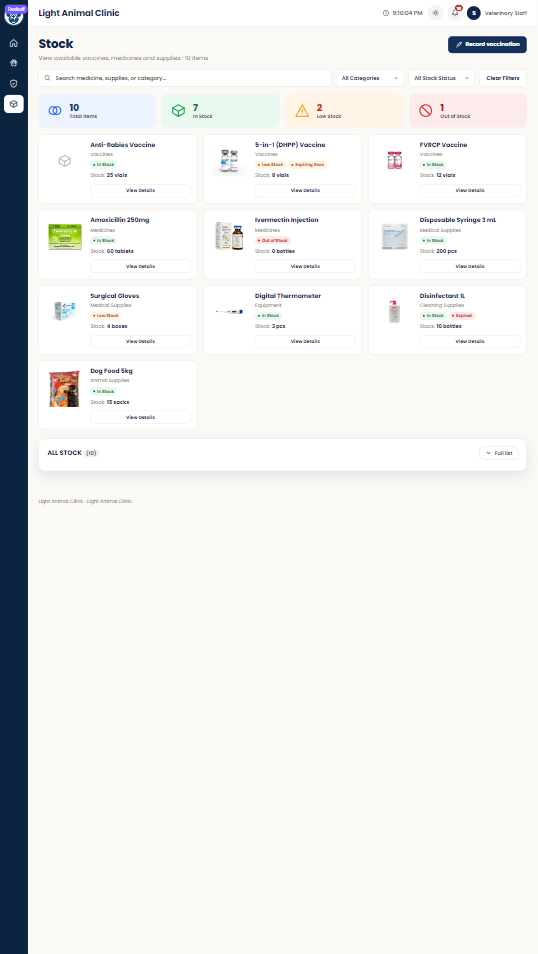 Light Animal Clinic
9:10:04 PM
S
Veterinary Staff
Stock
View available vaccines, medicines and supplies · 10 items
Record vaccination
Search medicine, supplies, or category...
All Categories
All Stock Status
Clear Filters
10
Total Items
7
In Stock
2
Low Stock
1
Out of Stock
Anti-Rabies Vaccine
Vaccines
In Stock
Stock: 25 vials
View Details
5-in-1 (DHPP) Vaccine
Vaccines
Low Stock
Expiring Soon
Stock: 8 vials
View Details
FVRCP Vaccine
Vaccines
In Stock
Stock: 12 vials
View Details
Amoxicillin 250mg
Medicines
In Stock
Stock: 60 tablets
View Details
Ivermectin Injection
Medicines
Out of Stock
Stock: 0 bottles
View Details
Disposable Syringe 3 mL
Medical Supplies
In Stock
Stock: 200 pcs
View Details
Surgical Gloves
Medical Supplies
Low Stock
Stock: 4 boxes
View Details
Digital Thermometer
Equipment
In Stock
Stock: 3 pcs
View Details
Disinfectant 1L
Cleaning Supplies
In Stock
Expired
Stock: 10 bottles
View Details
Dog Food 5kg
Animal Supplies
In Stock
Stock: 15 sacks
View Details
ALL STOCK (10)
Full list
Light Animal Clinic · Light Animal Clinic